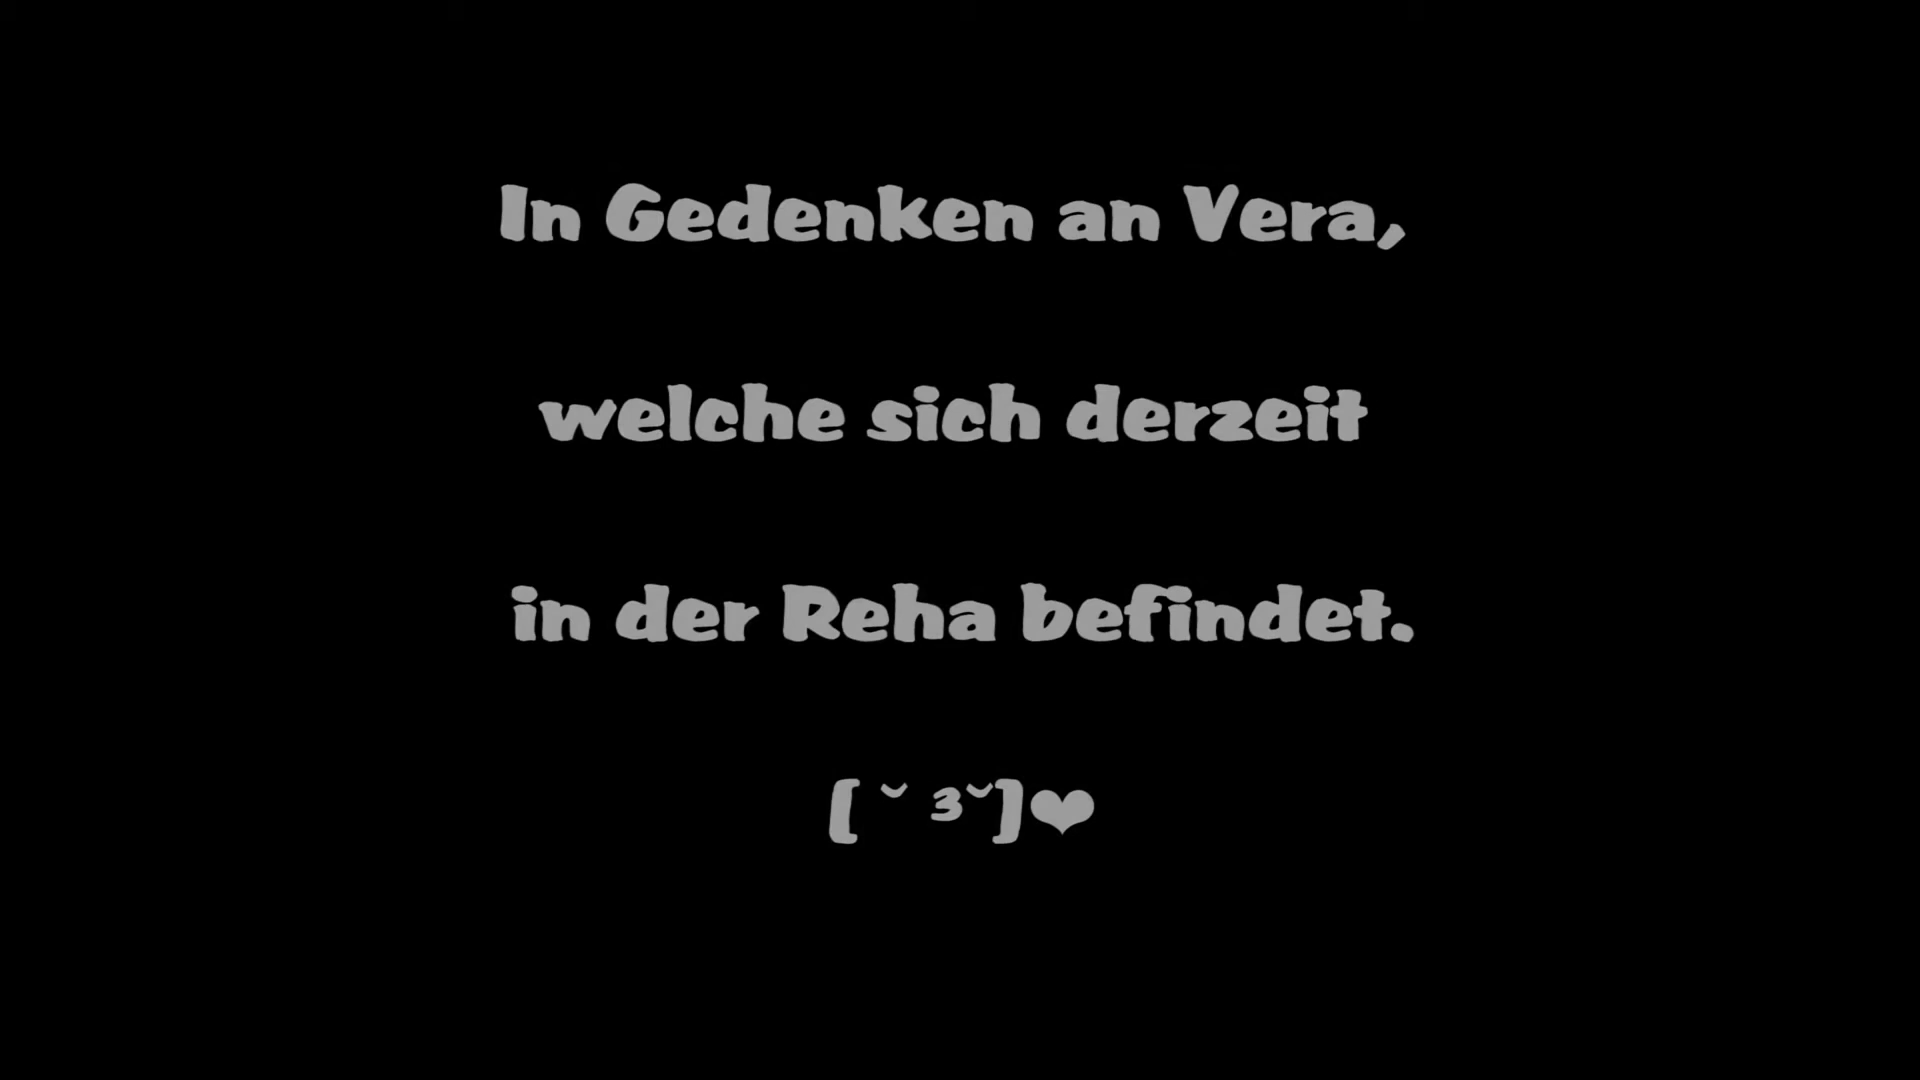 In Gedenken an Vera,
welche sich derzeit
in der Reha befindet.
[ ˘ ³˘]❤